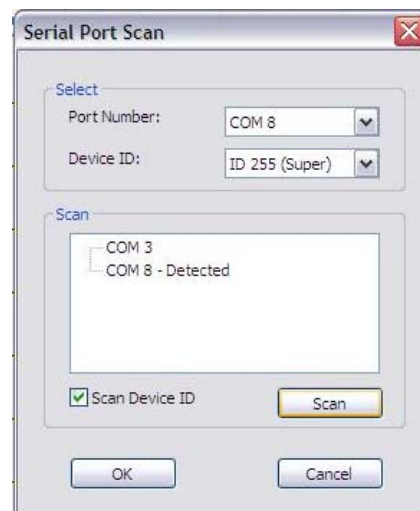 Serial Port Scan
Select
Port Number:
COM 8
Device ID:
ID 255 (Super)
Scan
COM 3
COM 8 - Detected
Scan Device ID
Scan
OK
Cancel